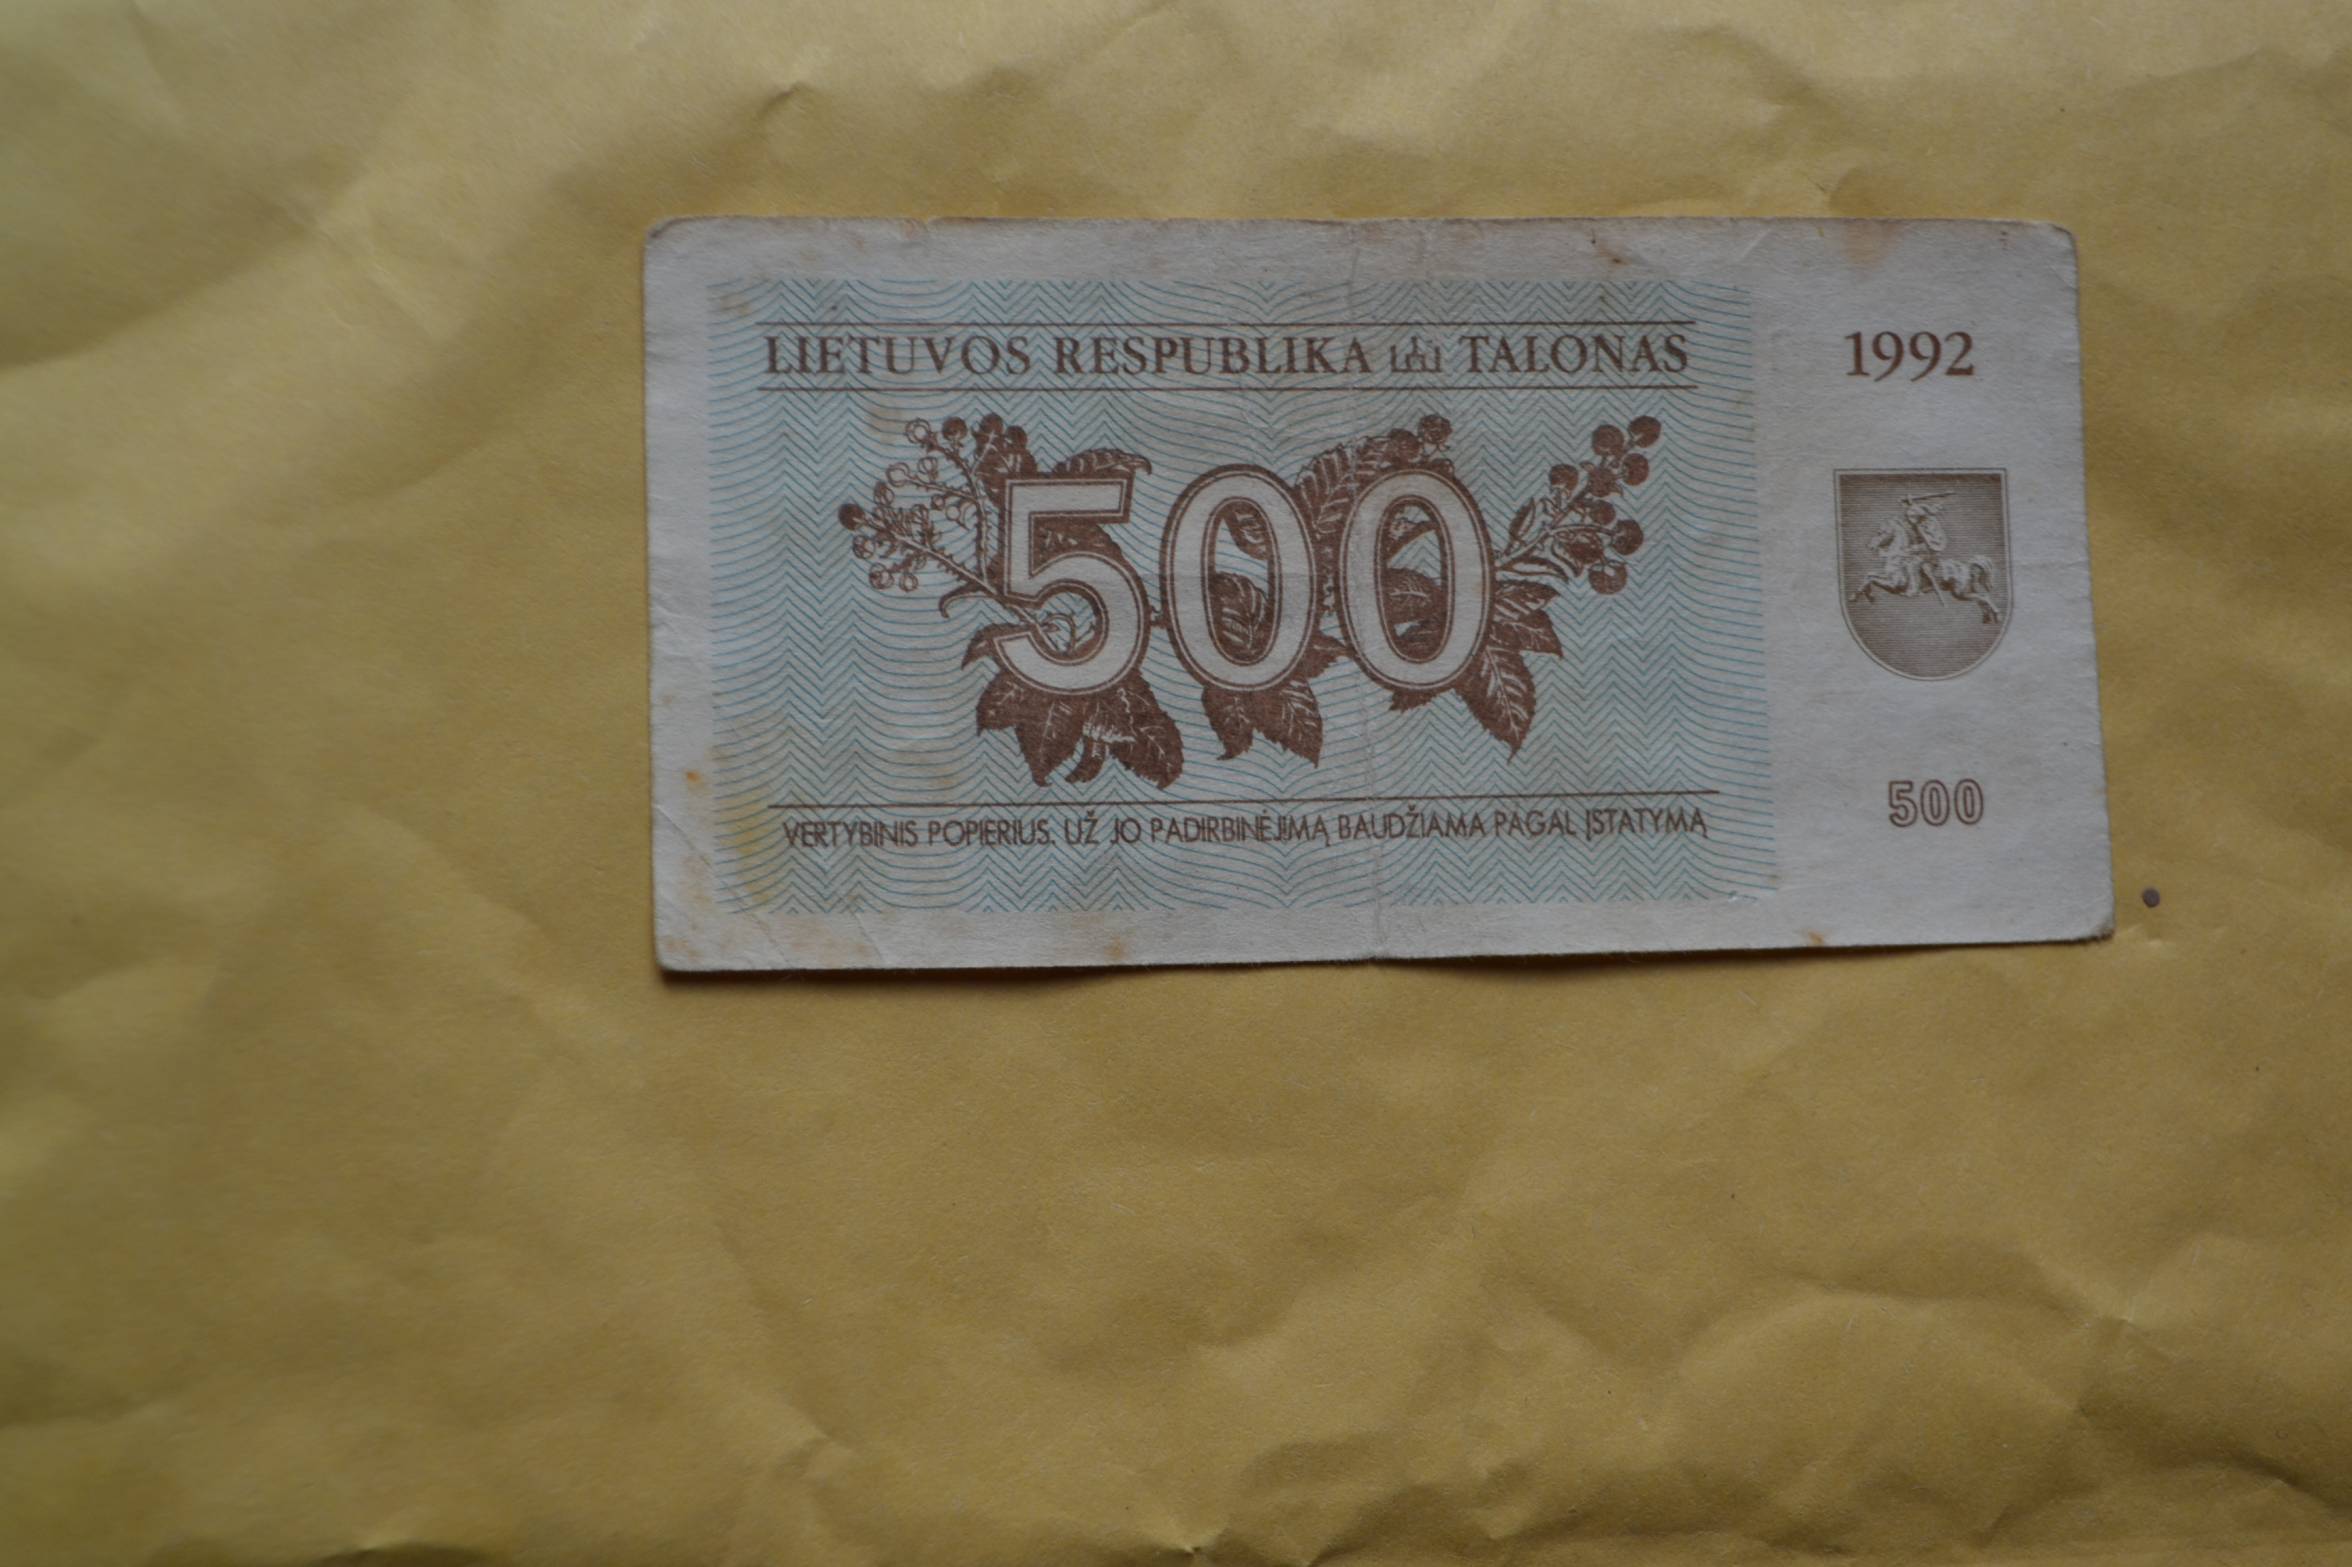 LIETUVOS RESPUBLIKA TALONAS
1992
500
VERTYBINIS POPIERIUS. UŽ JO PADIRBINĖJIMĄ BAUDŽIAMA PAGAL ĮSTATYMĄ
500